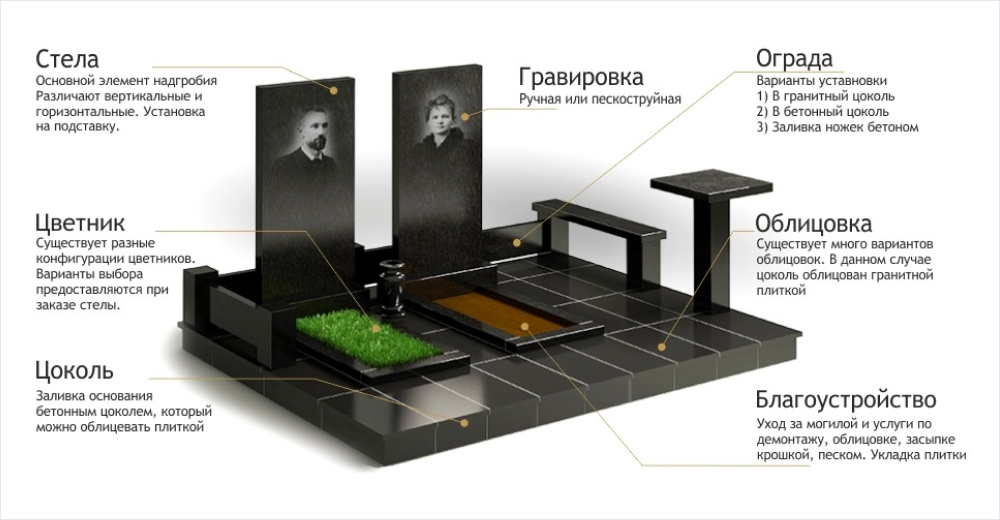 Стела
Основной элемент надгробия
Различают вертикальные и
горизонтальные. Установка
на подставку.
Гравировка
Ручная или пескоструйная
Ограда
Варианты уставновки
1) В гранитный цоколь
2) В бетонный цоколь
3) Заливка ножек бетоном
Цветник
Существует разные
конфигурации цветников.
Варианты выбора
предоставляются при
заказе стелы.
Облицовка
Существует много вариантов
облицовок. В данном случае
цоколь облицован гранитной
плиткой
Цоколь
Заливка основания
бетонным цоколем, который
можно облицевать плиткой
Благоустройство
Уход за могилой и услуги по
демонтажу, облицовке, засыпке
крошкой, песком. Укладка плитки